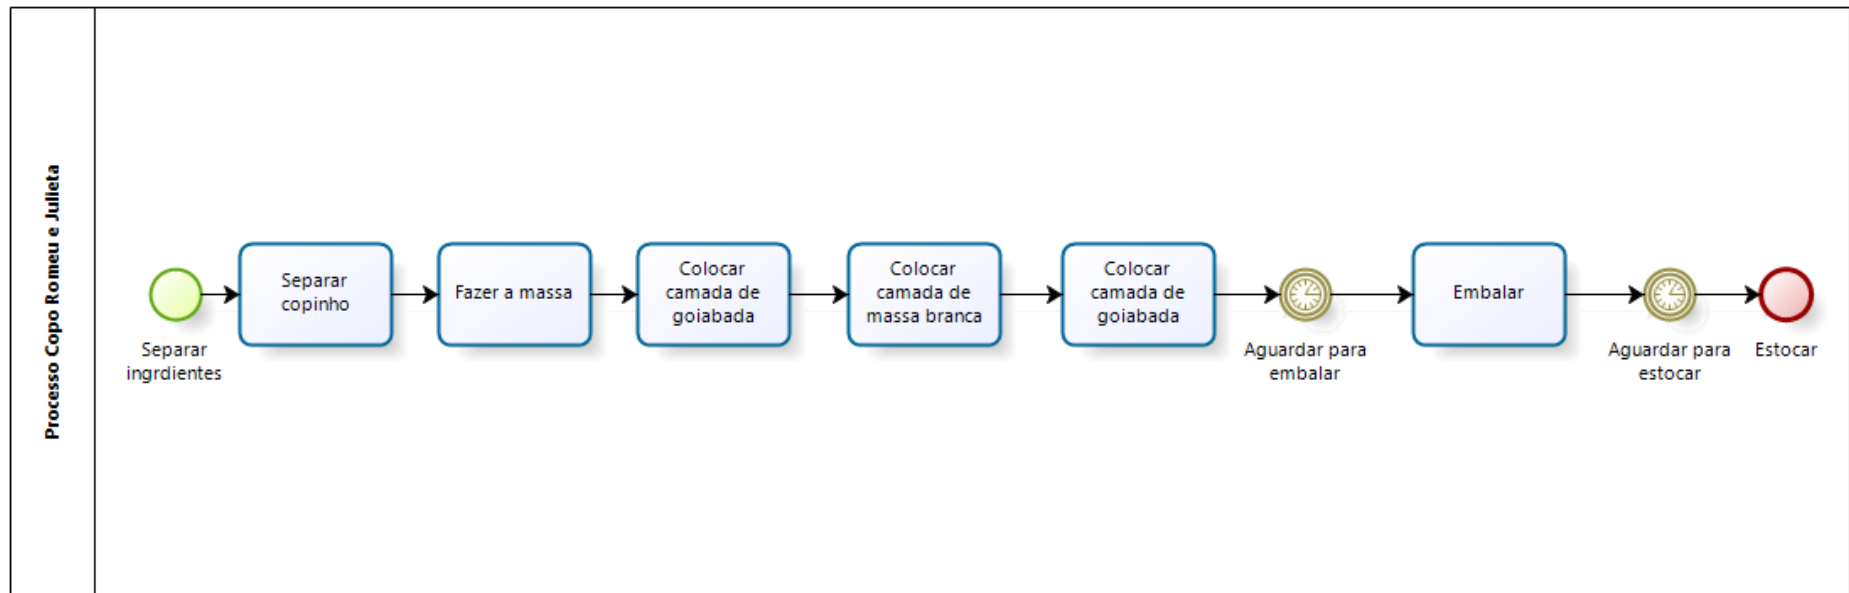 Processo Copo Romeu e Julieta
Separar
ingrdientes
Separar
copinho
Fazer a massa
Colocar
camada de
goiabada
Colocar
camada de
massa branca
Colocar
camada de
goiabada
Aguardar para
embalar
Embalar
Aguardar para
estocar
Estocar